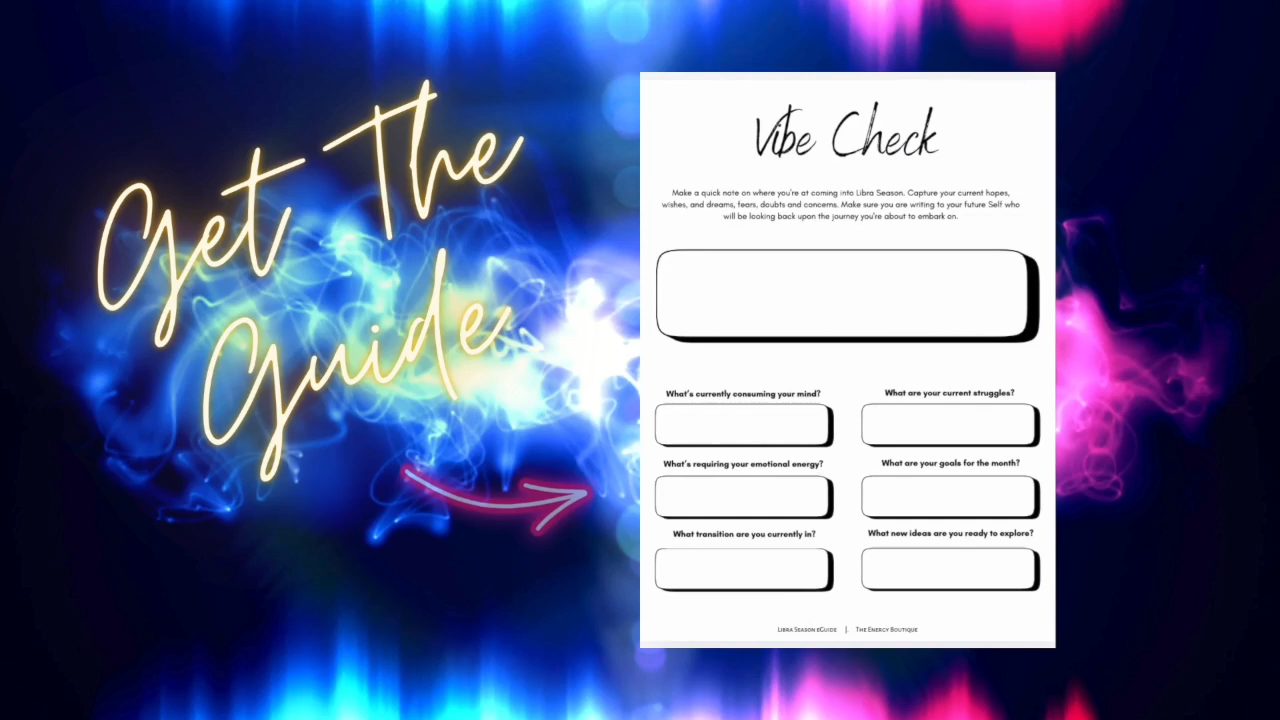 Get The
Guide
Vibe Check
Make a quick note on where you're at coming into Libra Season. Capture your current hopes,
wishes, and dreams, fears, doubts and concerns. Make sure you are writing to your future Self who
will be looking back upon the journey you're about to embark on.
What's currently consuming your mind?
What are your current struggles?
What's requiring your emotional energy?
What are your goals for the month?
What transition are you currently in?
What new ideas are you ready to explore?
Libra Season eGuide | The Energy Boutique